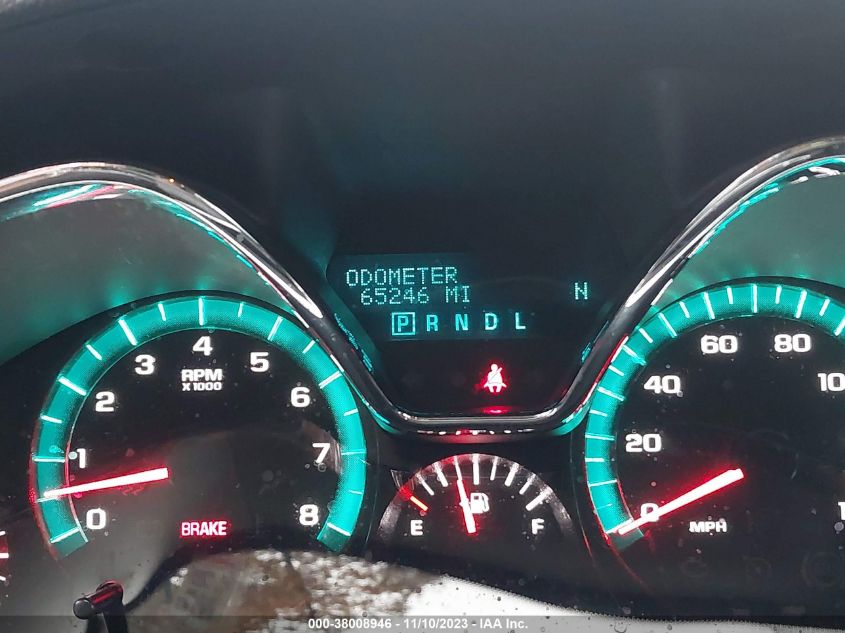 ODOMETER
65246 MI
N
P R N D L
0 1 2 3 4 5 6 7 8
RPM
X 1000
BRAKE
E F
0 20 40 60 80
MPH
000-38008946 - 11/10/2023 - IAA Inc.